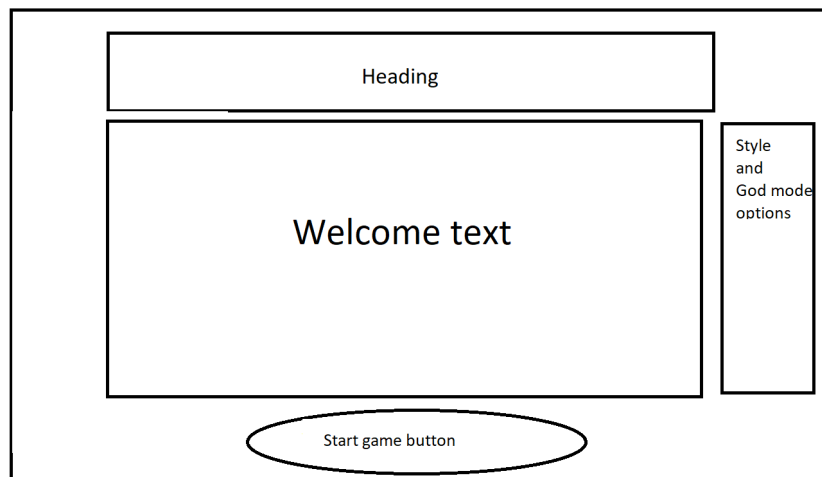 Heading
Welcome text
Style
and
God mode
options
Start game button